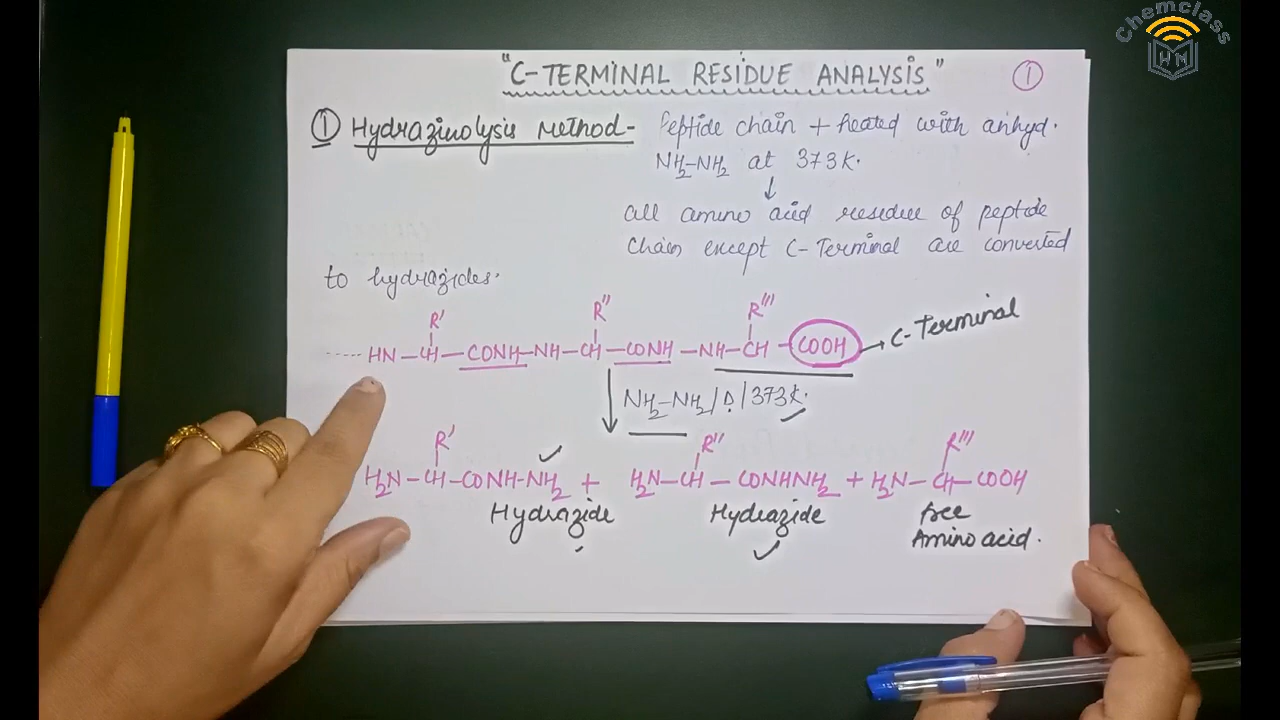 Chemclass
HM
"C-TERMINAL RESIDUE ANALYSIS" ①
① Hydrazinolysis Method- Peptide chain + heated with anhyd.
NH₂-NH₂ at 373K.
↓
all amino acid residue of peptide
chain except C-Terminal are converted
to hydrazides.
R' R'' R'''
-----HN-CH-CONH-NH-CH-CONH-NH-CH-COOH → C-Terminal
↓ NH₂-NH₂/Δ/373K.
R' R'' R'''
H₂N-CH-CONH-NH₂ + H₂N-CH-CONHNH₂ + H₂N-CH-COOH
Hydrazide Hydrazide free
Amino acid.